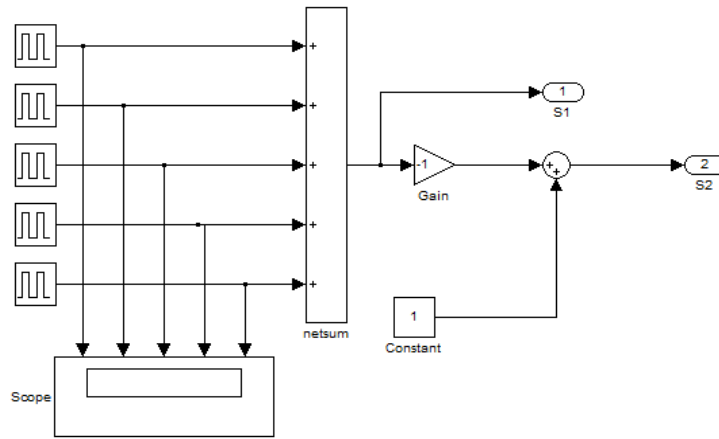 +
+
1
S1
+
-1
+
+
2
S2
Gain
+
+
1
netsum
Constant
Scope